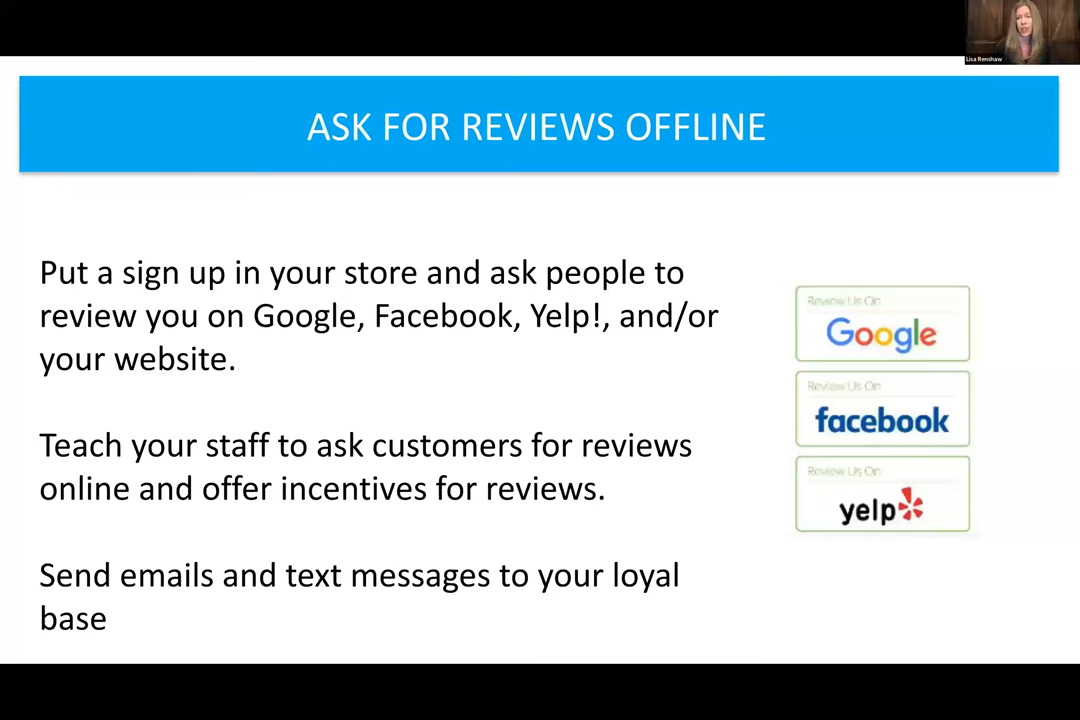 Lisa Renshaw
ASK FOR REVIEWS OFFLINE
Put a sign up in your store and ask people to
review you on Google, Facebook, Yelp!, and/or
your website.
Teach your staff to ask customers for reviews
online and offer incentives for reviews.
Send emails and text messages to your loyal
base
Review Us On
Google
Review Us On
facebook
Review Us On
yelp